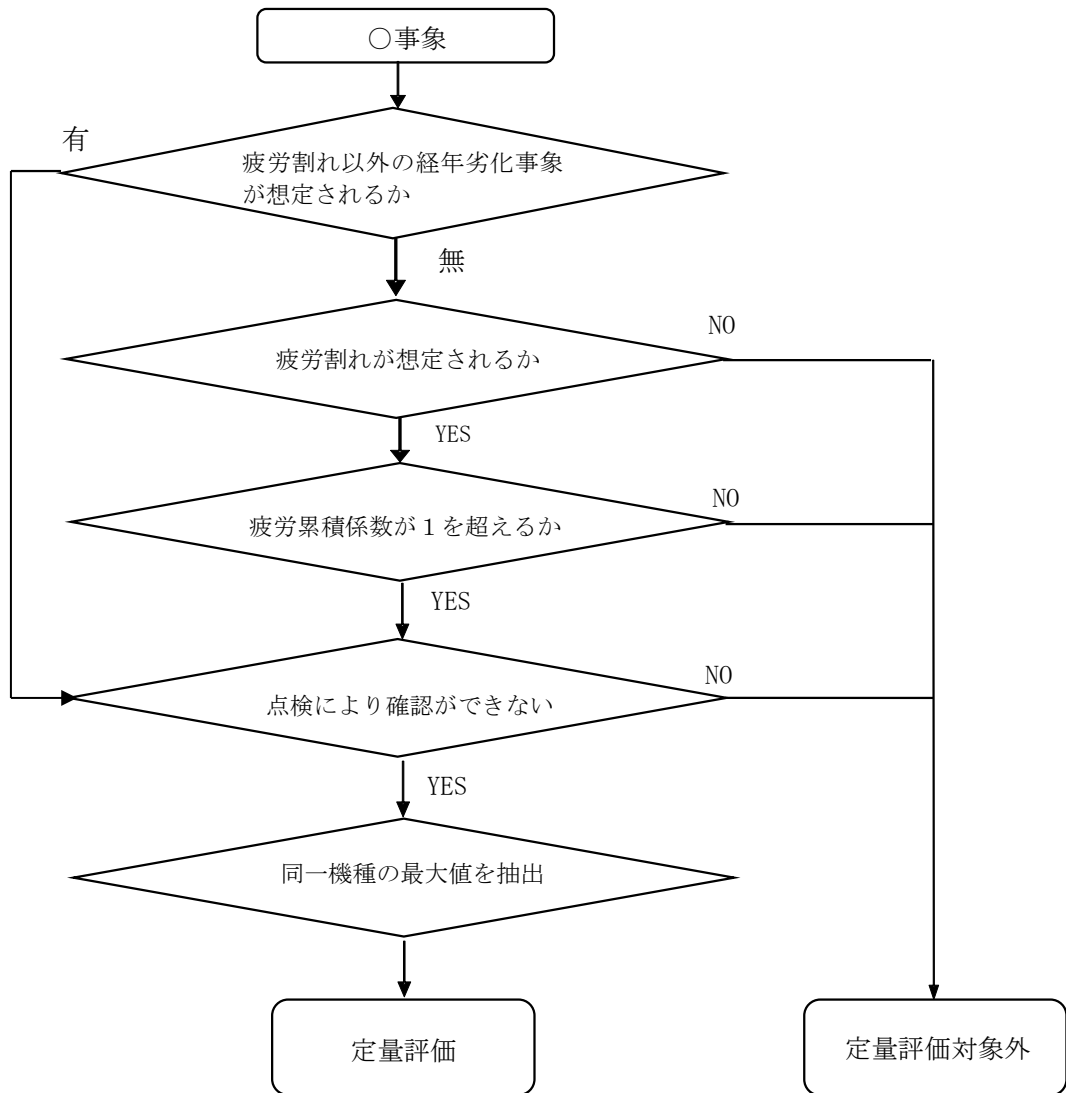 ○事象
有
疲労割れ以外の経年劣化事象
が想定されるか
無
NO
疲労割れが想定されるか
YES
NO
疲労累積係数が１を超えるか
YES
NO
点検により確認ができない
YES
同一機種の最大値を抽出
定量評価
定量評価対象外